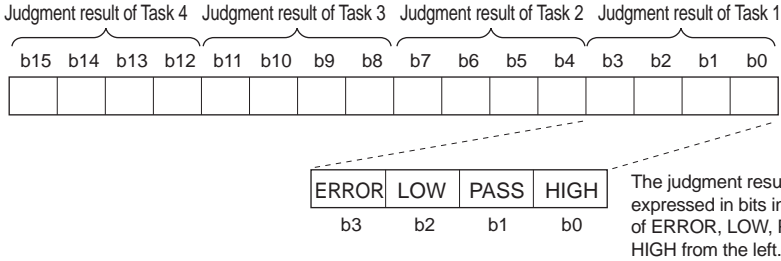 Judgment result of Task 4 Judgment result of Task 3 Judgment result of Task 2 Judgment result of Task 1
b15 b14 b13 b12 b11 b10 b9 b8 b7 b6 b5 b4 b3 b2 b1 b0
ERROR LOW PASS HIGH
b3 b2 b1 b0
The judgment resu
expressed in bits in
of ERROR, LOW,
HIGH from the left.